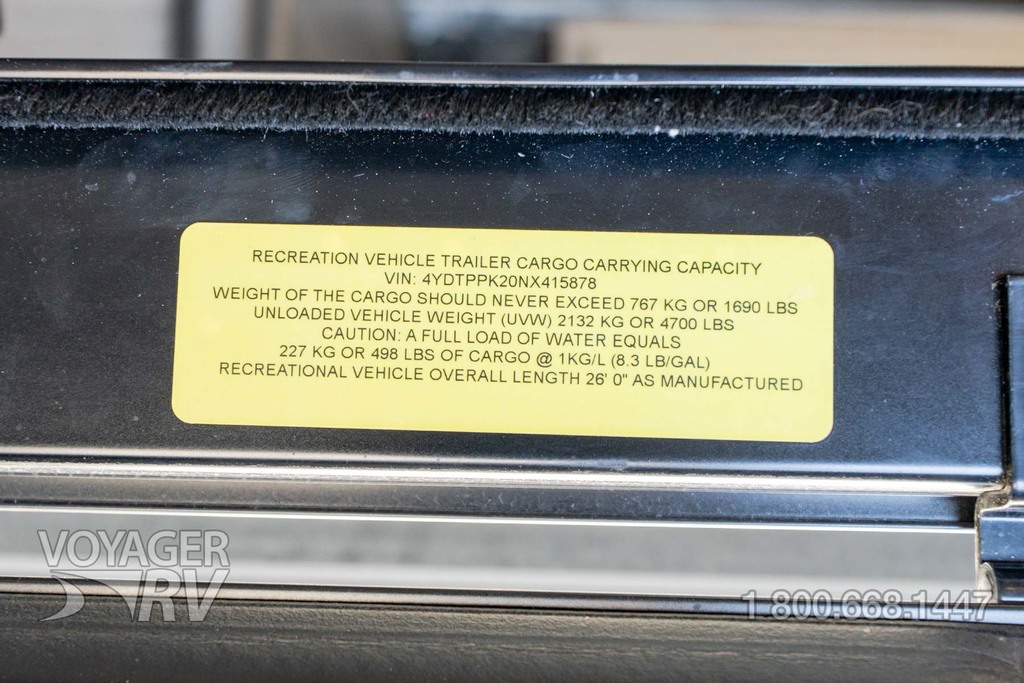 RECREATION VEHICLE TRAILER CARGO CARRYING CAPACITY
VIN: 4YDTPPK20NX415878
WEIGHT OF THE CARGO SHOULD NEVER EXCEED 767 KG OR 1690 LBS
UNLOADED VEHICLE WEIGHT (UVW) 2132 KG OR 4700 LBS
CAUTION: A FULL LOAD OF WATER EQUALS
227 KG OR 498 LBS OF CARGO @ 1KG/L (8.3 LB/GAL)
RECREATIONAL VEHICLE OVERALL LENGTH 26' 0" AS MANUFACTURED
VOYAGER
RV
1.800.668.1447